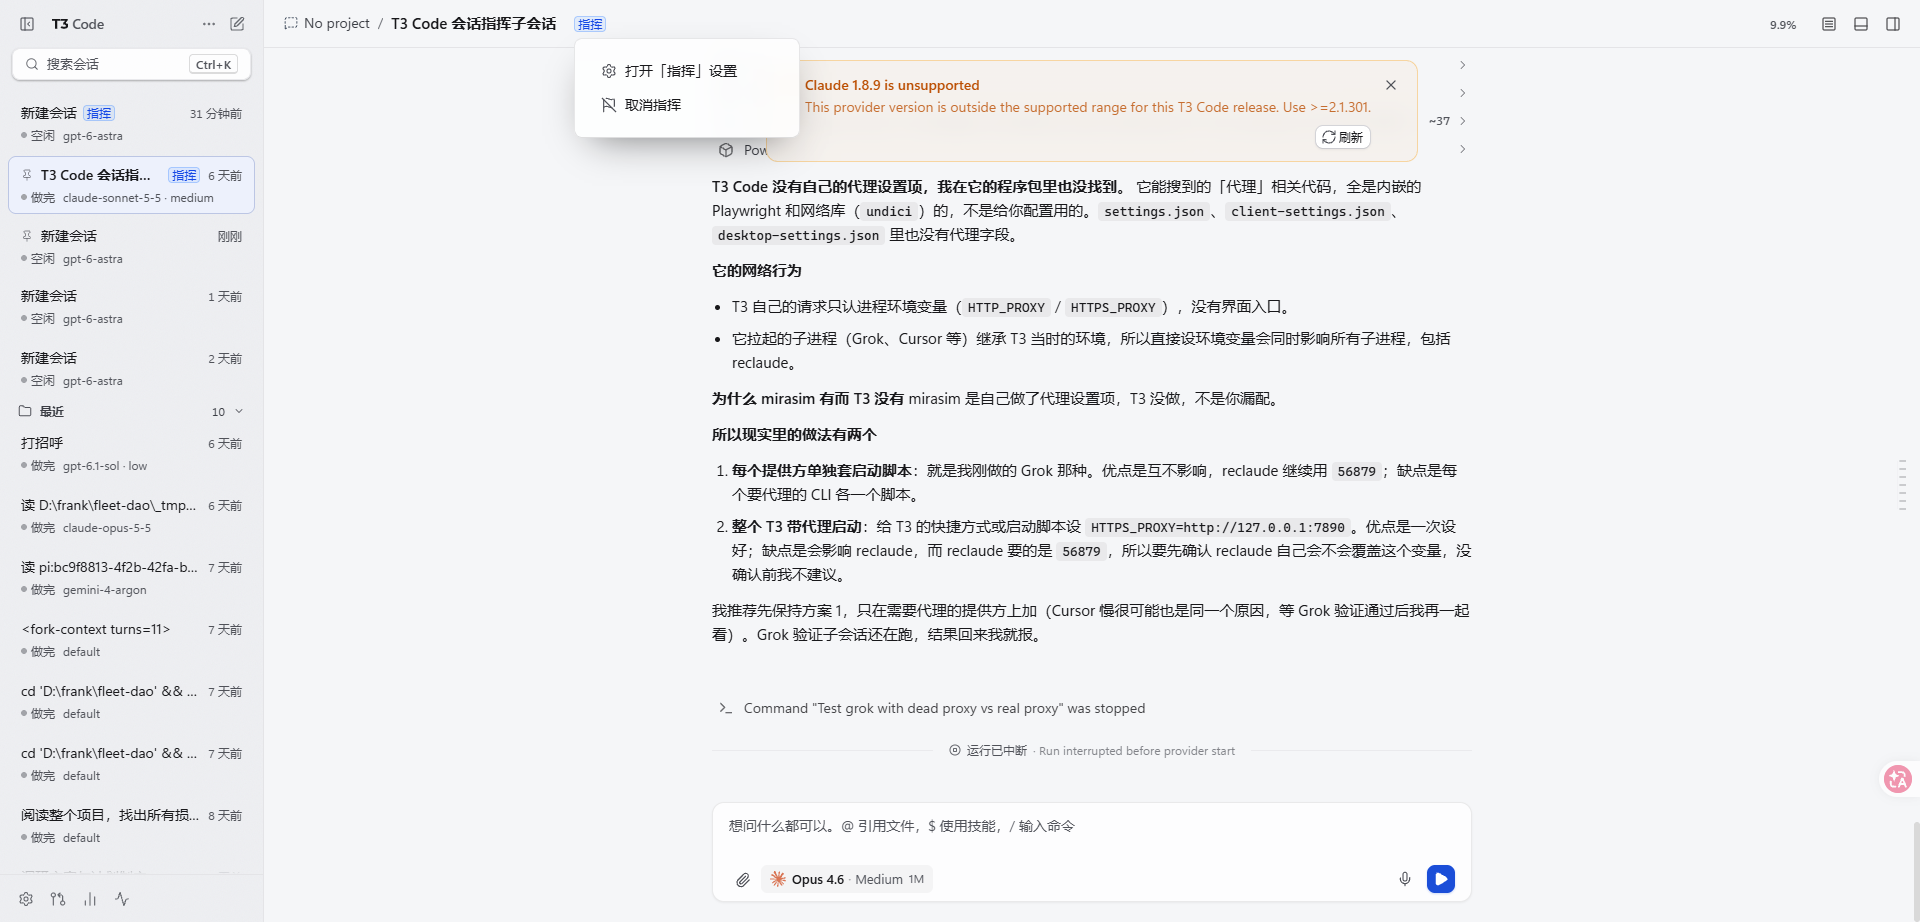 T3 Code
搜索会话
Ctrl+K
新建会话 指挥 31 分钟前
空闲 gpt-6-astra
T3 Code 会话指... 指挥 6 天前
做完 claude-sonnet-5-5 · medium
新建会话 刚刚
空闲 gpt-6-astra
新建会话 1 天前
空闲 gpt-6-astra
新建会话 2 天前
空闲 gpt-6-astra
最近 10
打招呼 6 天前
做完 gpt-6.1-sol · low
读 D:\frank\fleet-dao\_tmp... 6 天前
做完 claude-opus-5-5
读 pi:bc9f8813-4f2b-42fa-b... 7 天前
做完 gemini-4-argon
<fork-context turns=11> 7 天前
做完 default
cd 'D:\frank\fleet-dao' && ... 7 天前
做完 default
cd 'D:\frank\fleet-dao' && ... 7 天前
做完 default
阅读整个项目，找出所有损... 8 天前
做完 default
No project / T3 Code 会话指挥子会话 指挥
9.9%
打开「指挥」设置
取消指挥
Claude 1.8.9 is unsupported
This provider version is outside the supported range for this T3 Code release. Use >=2.1.301.
刷新
~37
Pow
T3 Code 没有自己的代理设置项，我在它的程序包里也没找到。 它能搜到的「代理」相关代码，全是内嵌的
Playwright 和网络库（undici）的，不是给你配置用的。settings.json、client-settings.json、
desktop-settings.json 里也没有代理字段。
它的网络行为
• T3 自己的请求只认进程环境变量（HTTP_PROXY / HTTPS_PROXY），没有界面入口。
• 它拉起的子进程（Grok、Cursor 等）继承 T3 当时的环境，所以直接设环境变量会同时影响所有子进程，包括
reclaude。
为什么 mirasim 有而 T3 没有 mirasim 是自己做了代理设置项，T3 没做，不是你漏配。
所以现实里的做法有两个
1. 每个提供方单独套启动脚本：就是我刚做的 Grok 那种。优点是互不影响，reclaude 继续用 56879；缺点是每
个要代理的 CLI 各一个脚本。
2. 整个 T3 带代理启动：给 T3 的快捷方式或启动脚本设 HTTPS_PROXY=http://127.0.0.1:7890。优点是一次设
好；缺点是会影响 reclaude，而 reclaude 要的是 56879，所以要先确认 reclaude 自己会不会覆盖这个变量，没
确认前我不建议。
我推荐先保持方案 1，只在需要代理的提供方上加（Cursor 慢很可能也是同一个原因，等 Grok 验证通过后我再一起
看）。Grok 验证子会话还在跑，结果回来我就报。
Command "Test grok with dead proxy vs real proxy" was stopped
运行已中断 · Run interrupted before provider start
想问什么都可以。@ 引用文件，$ 使用技能，/ 输入命令
Opus 4.6 · Medium 1M